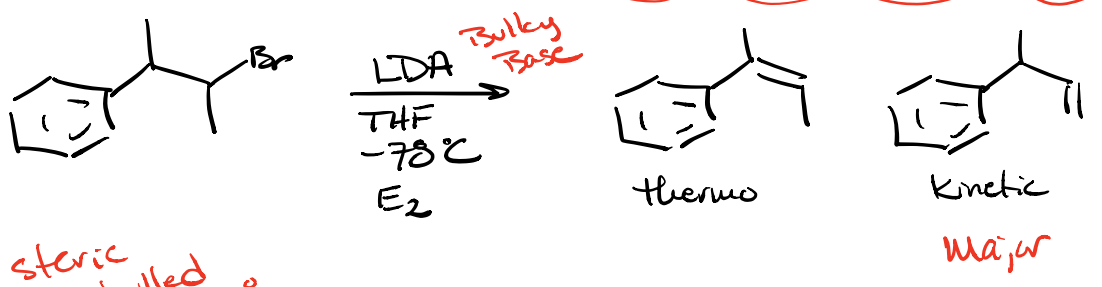 Bulky
Base
Br
LDA
THF
-78°C
E2
thermo
Kinetic
Major
steric